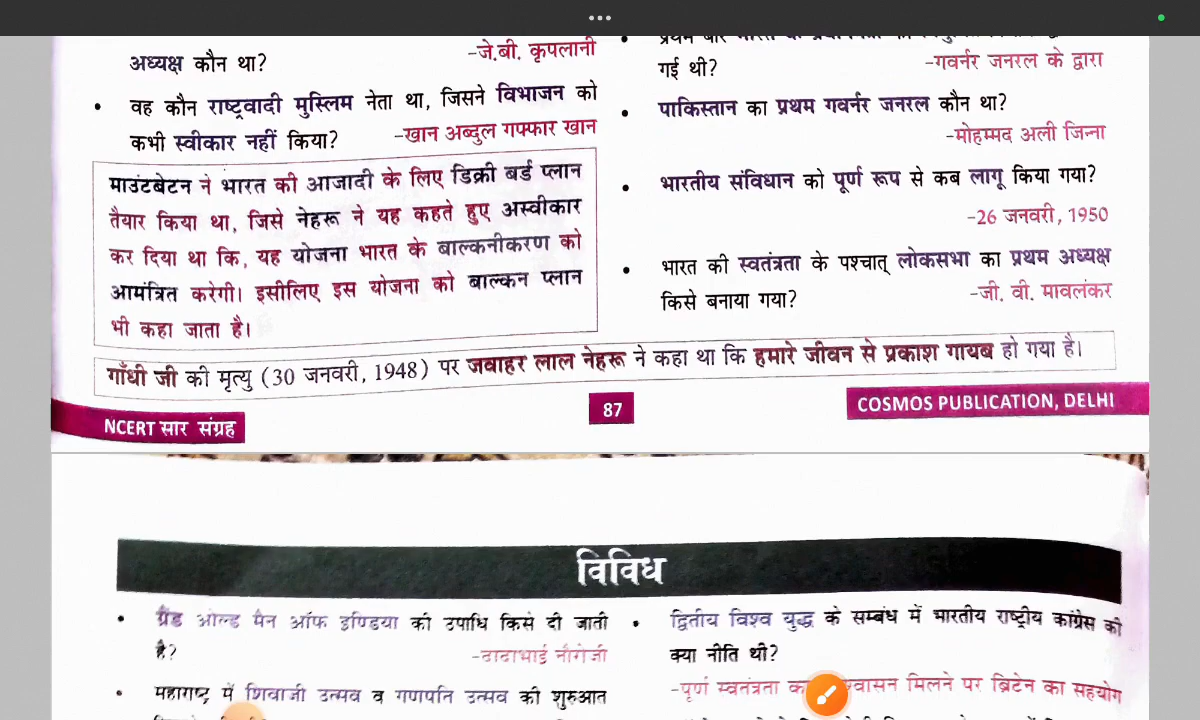 अध्यक्ष कौन था? -जे.बी. कृपलानी
• वह कौन राष्ट्रवादी मुस्लिम नेता था, जिसने विभाजन को
कभी स्वीकार नहीं किया? -खान अब्दुल गफ्फार खान
माउंटबेटन ने भारत की आजादी के लिए डिक्री बर्ड प्लान
तैयार किया था, जिसे नेहरू ने यह कहते हुए अस्वीकार
कर दिया था कि, यह योजना भारत के बाल्कनीकरण को
आमंत्रित करेगी। इसीलिए इस योजना को बाल्कन प्लान
भी कहा जाता है।
गई थी? -गवर्नर जनरल के द्वारा
• पाकिस्तान का प्रथम गवर्नर जनरल कौन था?
-मोहम्मद अली जिन्ना
• भारतीय संविधान को पूर्ण रूप से कब लागू किया गया?
-26 जनवरी, 1950
• भारत की स्वतंत्रता के पश्चात् लोकसभा का प्रथम अध्यक्ष
किसे बनाया गया? -जी. वी. मावलंकर
गाँधी जी की मृत्यु (30 जनवरी, 1948) पर जवाहर लाल नेहरू ने कहा था कि हमारे जीवन से प्रकाश गायब हो गया है।
NCERT सार संग्रह
87
COSMOS PUBLICATION, DELHI
विविध
• ग्रैंड ओल्ड मैन ऑफ इण्डिया की उपाधि किसे दी जाती
है? -दादाभाई नौरोजी
• महाराष्ट्र में शिवाजी उत्सव व गणपति उत्सव की शुरुआत
• द्वितीय विश्व युद्ध के सम्बंध में भारतीय राष्ट्रीय कांग्रेस की
क्या नीति थी?
-पूर्ण स्वतंत्रता मिलने पर ब्रिटेन का सहयोग